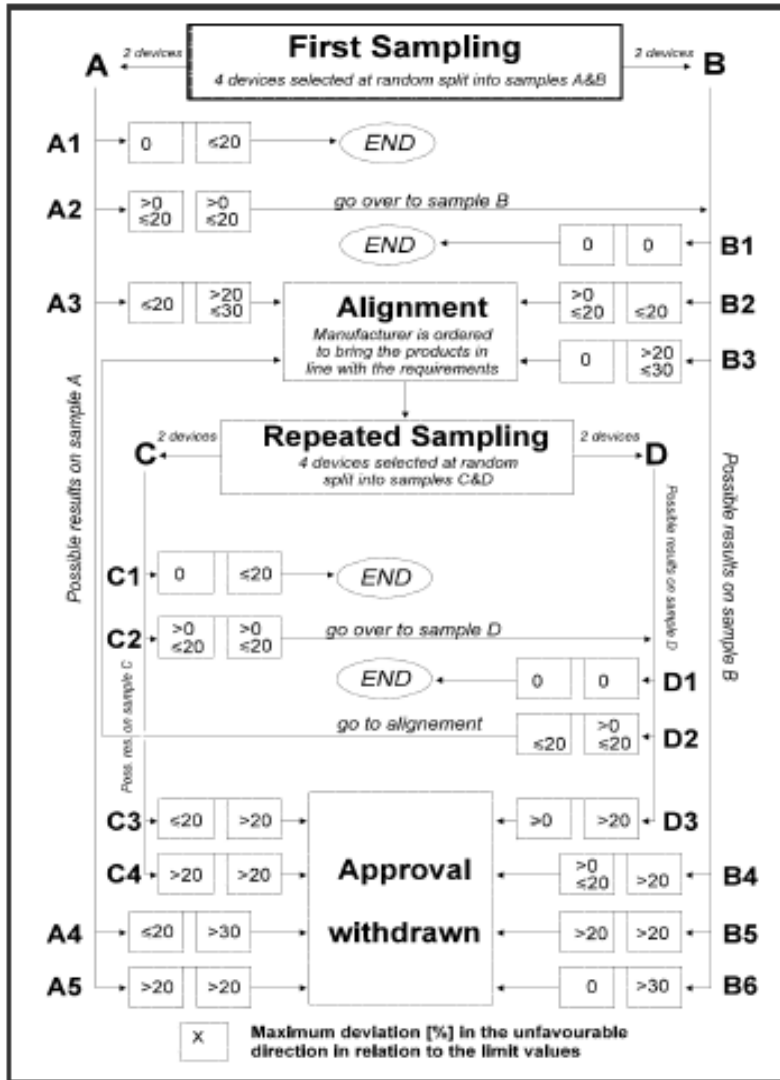 First Sampling
4 devices selected at random split into samples A&B
A
2 devices
2 devices
B
A1
0
≤20
END
A2
>0
≤20
>0
≤20
go over to sample B
END
0
0
B1
A3
≤20
>20
≤30
Alignment
Manufacturer is ordered
to bring the products in
line with the requirements
>0
≤20
≤20
B2
0
>20
≤30
B3
Possible results on sample A
Possible results on sample B
C
2 devices
Repeated Sampling
4 devices selected at random
split into samples C&D
2 devices
D
Poss. res. on sample C
Possible results on sample D
C1
0
≤20
END
C2
>0
≤20
>0
≤20
go over to sample D
END
0
0
D1
go to alignement
≤20
>0
≤20
D2
C3
≤20
>20
Approval
withdrawn
>0
>20
D3
C4
>20
>20
>0
≤20
>20
B4
A4
≤20
>30
>20
>20
B5
A5
>20
>20
0
>30
B6
X
Maximum deviation [%] in the unfavourable
direction in relation to the limit values